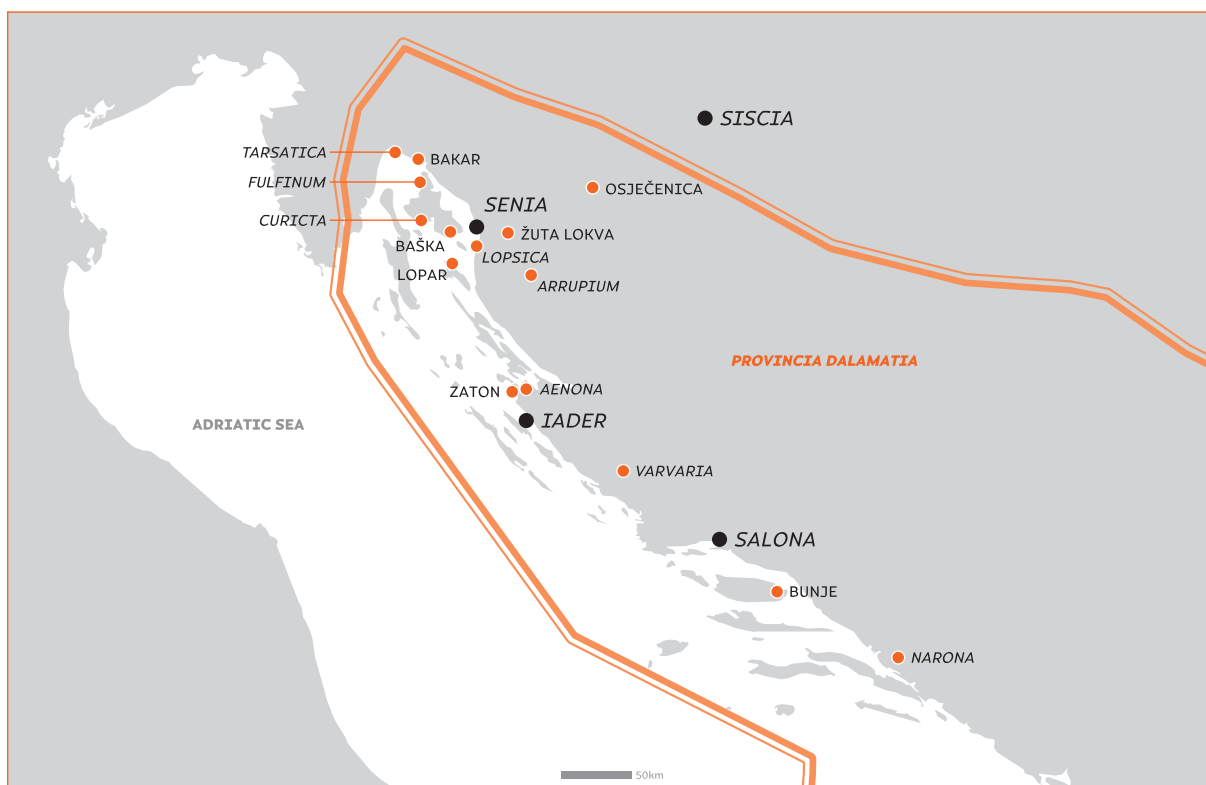 SISCIA
TARSATICA
BAKAR
FULFINUM
OSJEČENICA
SENIA
CURICTA
ŽUTA LOKVA
BAŠKA
LOPSICA
LOPAR
ARRUPIUM
PROVINCIA DALAMATIA
ZATON
AENONA
IADER
ADRIATIC SEA
VARVARIA
SALONA
BUNJE
NARONA
50km